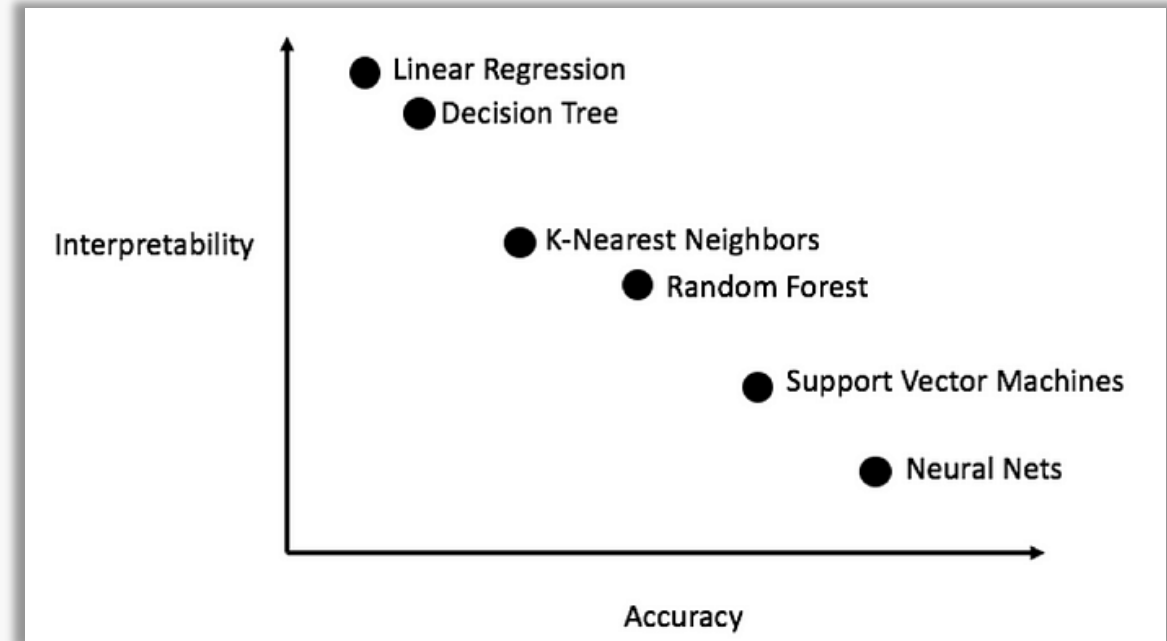 Linear Regression
Decision Tree
Interpretability
K-Nearest Neighbors
Random Forest
Support Vector Machines
Neural Nets
Accuracy